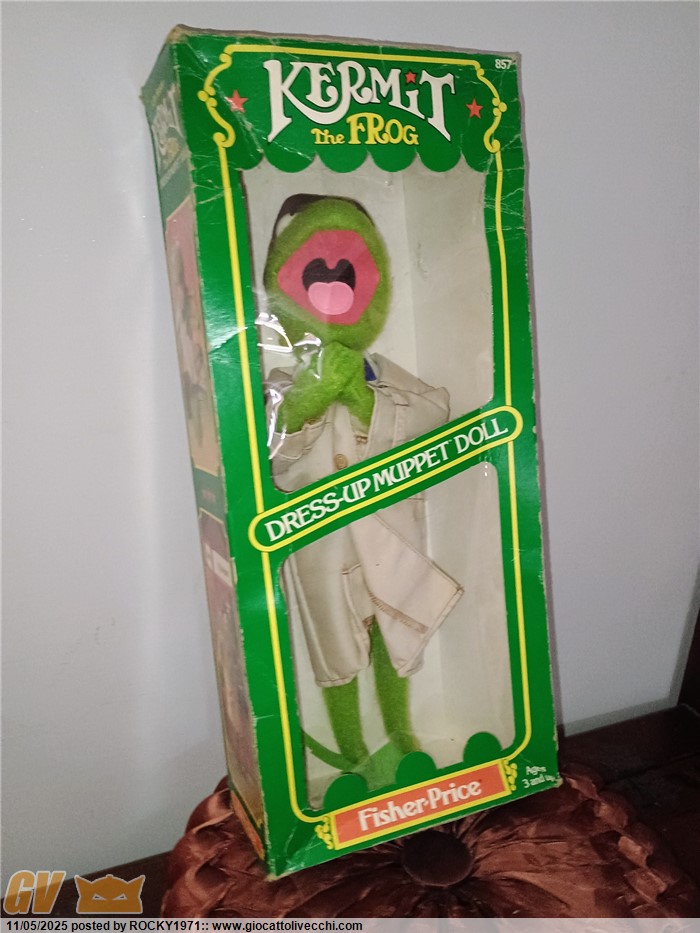 857
KERMiT
The FROG
DRESS-UP MUPPET™ DOLL
Fisher-Price®
Ages
3 and up
GV
11/05/2025 posted by ROCKY1971:: www.giocattolivecchi.com